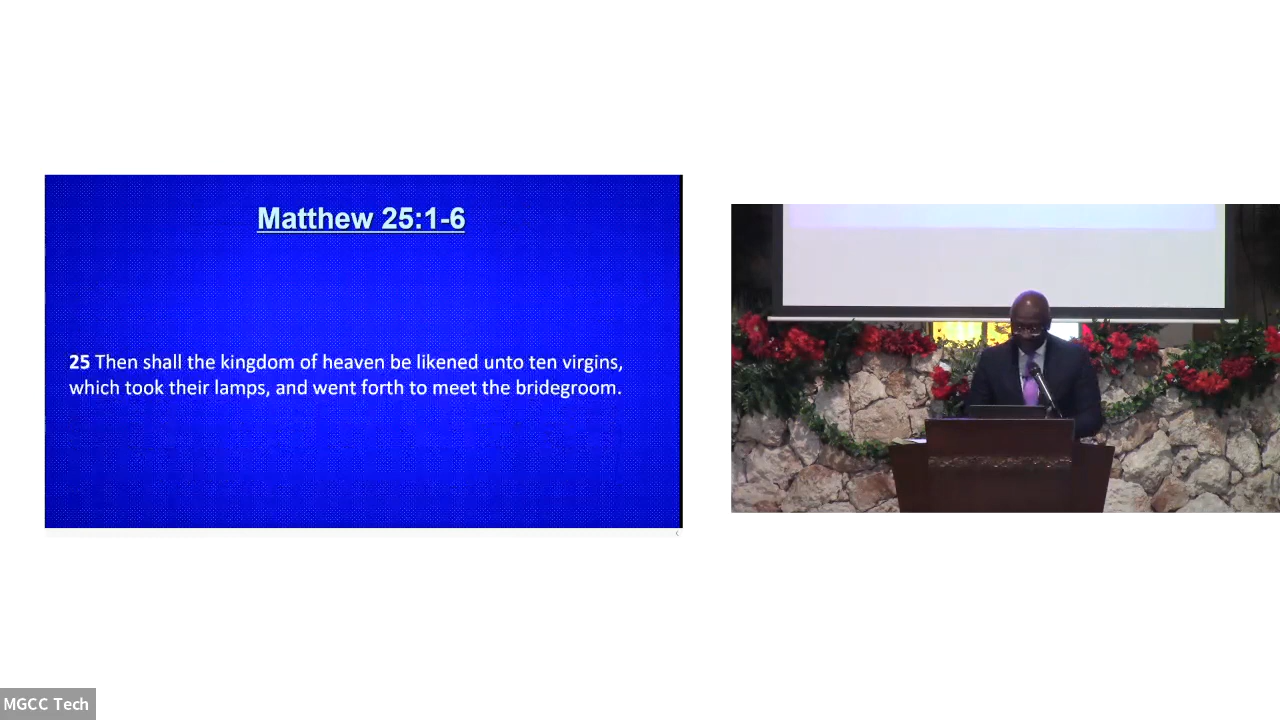 Matthew 25:1-6
25 Then shall the kingdom of heaven be likened unto ten virgins,
which took their lamps, and went forth to meet the bridegroom.
MGCC Tech